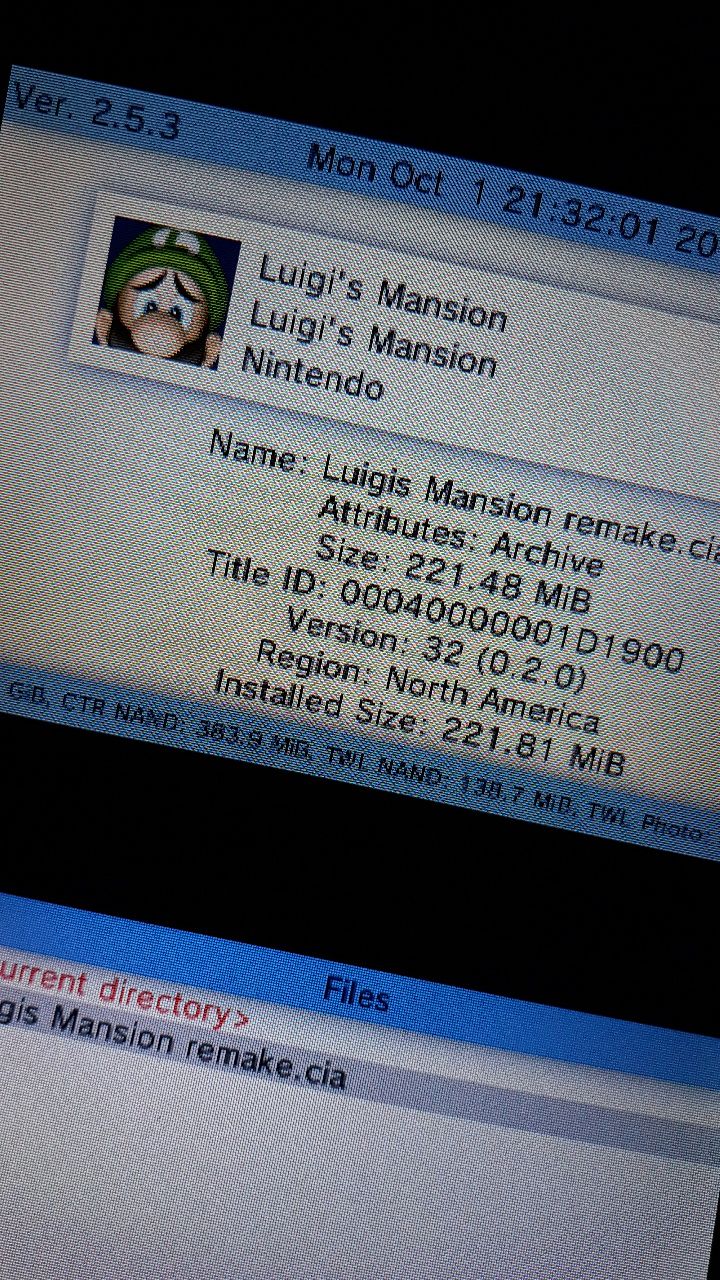 Ver. 2.5.3
Mon Oct 1 21:32:01 20
Luigi's Mansion
Luigi's Mansion
Nintendo
Name: Luigis Mansion remake.cia
Attributes: Archive
Size: 221.48 MiB
Title ID: 00040000001D1900
Version: 32 (0.2.0)
Region: North America
Installed Size: 221.81 MiB
GiB, CTR NAND: 383.9 MiB, TWL NAND: 138.7 MiB, TWL Photo
Files
urrent directory>
gis Mansion remake.cia